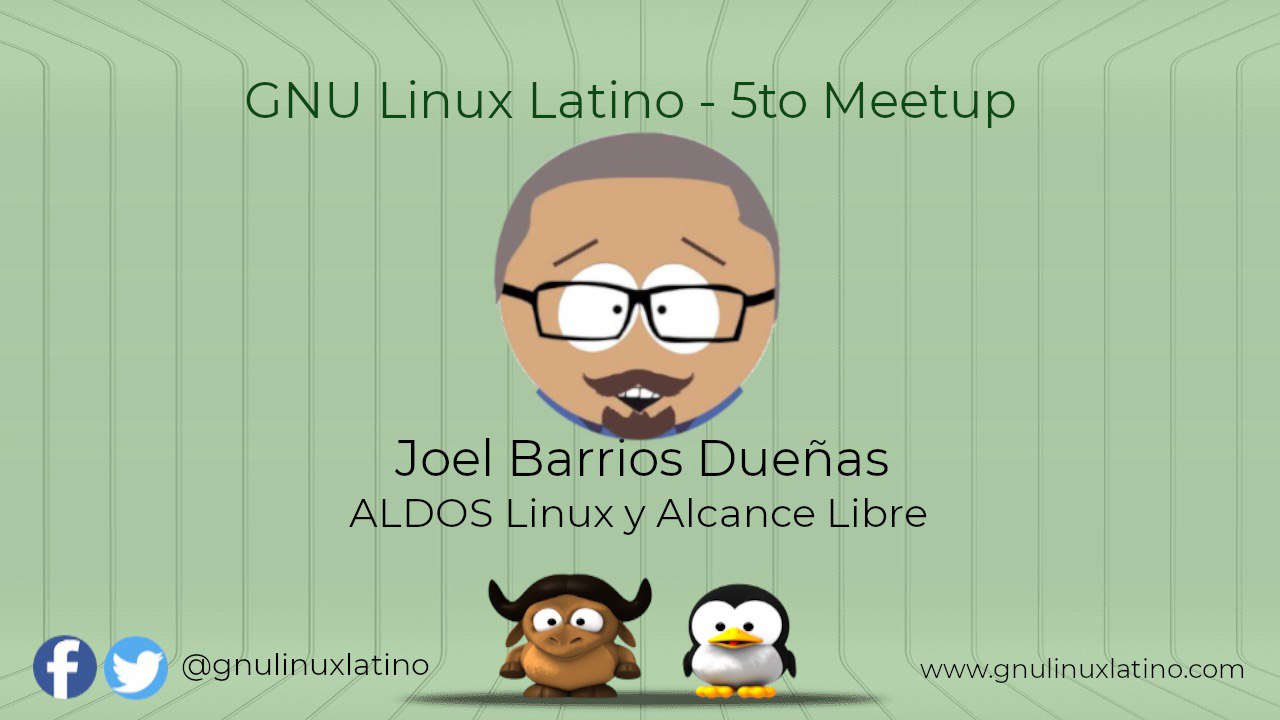 GNU Linux Latino - 5to Meetup
Joel Barrios Dueñas
ALDOS Linux y Alcance Libre
@gnulinuxlatino
www.gnulinuxlatino.com